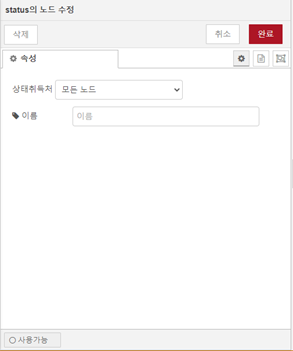 status의 노드 수정
삭제
취소
완료
속성
상태취득처
모든 노드
이름
이름
사용가능